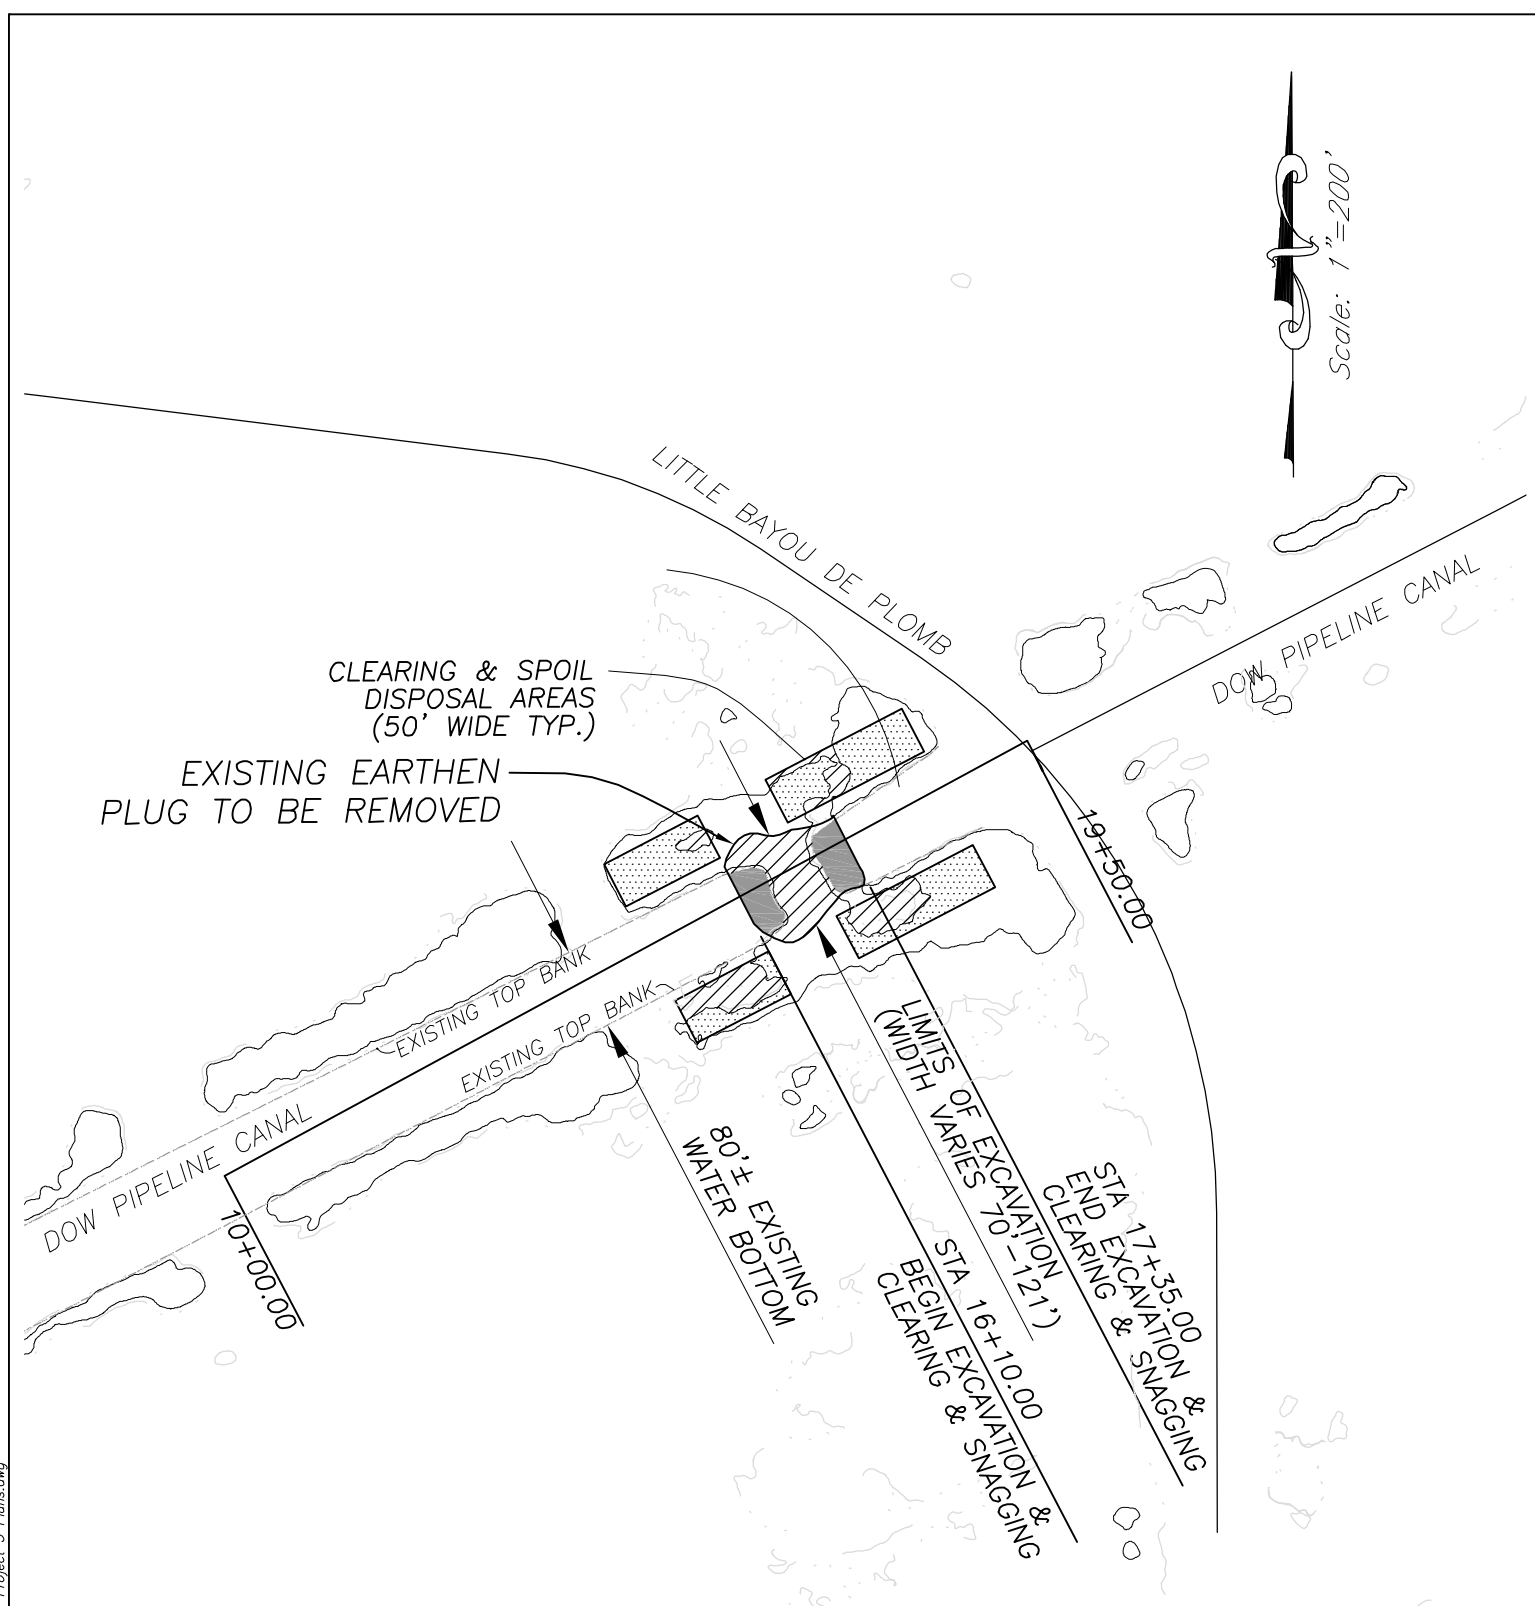 Scale: 1"=200'
LITTLE BAYOU DE PLOMB
DOW PIPELINE CANAL
CLEARING & SPOIL
DISPOSAL AREAS
(50' WIDE TYP.)
EXISTING EARTHEN
PLUG TO BE REMOVED
19+50.00
EXISTING TOP BANK
EXISTING TOP BANK
DOW PIPELINE CANAL
10+00.00
80'± EXISTING
WATER BOTTOM
LIMITS OF EXCAVATION
(WIDTH VARIES 70'-121')
STA 17+35.00
END EXCAVATION &
CLEARING & SNAGGING
STA 16+10.00
BEGIN EXCAVATION &
CLEARING & SNAGGING
Plans.dwg